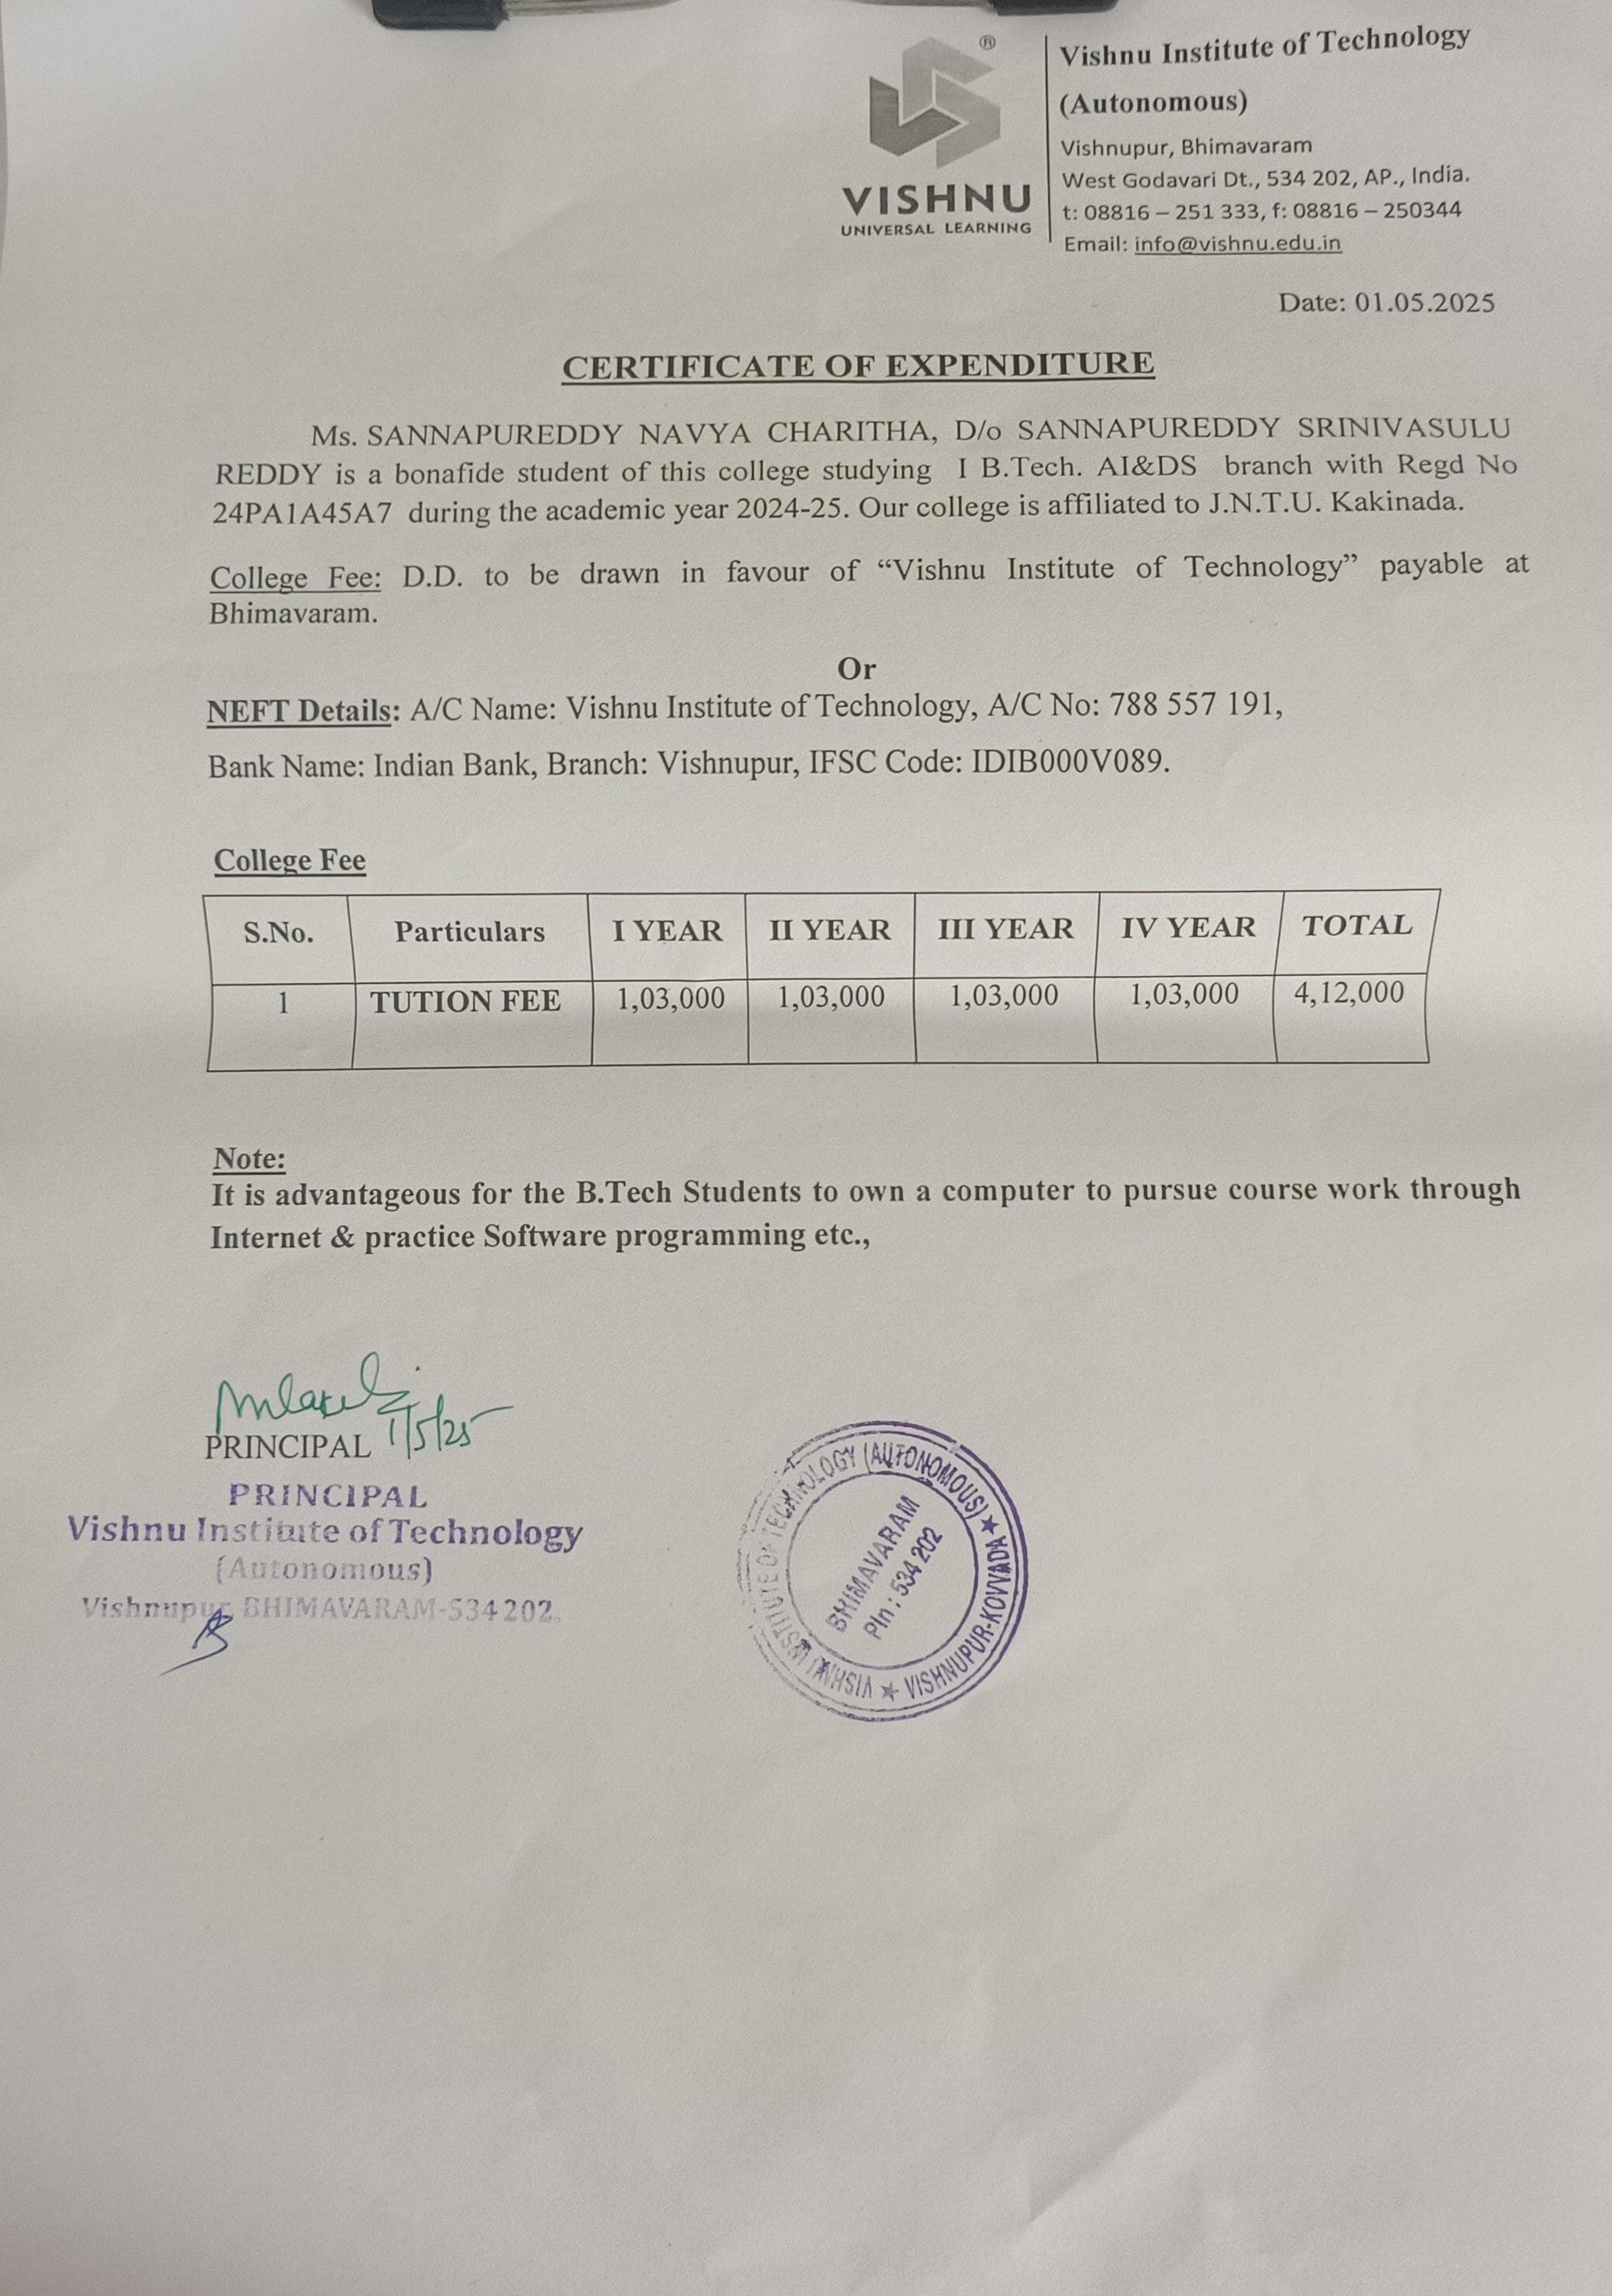 ®
VISHNU
UNIVERSAL LEARNING
Vishnu Institute of Technology
(Autonomous)
Vishnupur, Bhimavaram
West Godavari Dt., 534 202, AP., India.
t: 08816 – 251 333, f: 08816 – 250344
Email: info@vishnu.edu.in
Date: 01.05.2025
CERTIFICATE OF EXPENDITURE
Ms. SANNAPUREDDY NAVYA CHARITHA, D/o SANNAPUREDDY SRINIVASULU
REDDY is a bonafide student of this college studying I B.Tech. AI&DS branch with Regd No
24PA1A45A7 during the academic year 2024-25. Our college is affiliated to J.N.T.U. Kakinada.
College Fee: D.D. to be drawn in favour of “Vishnu Institute of Technology” payable at
Bhimavaram.
Or
NEFT Details: A/C Name: Vishnu Institute of Technology, A/C No: 788 557 191,
Bank Name: Indian Bank, Branch: Vishnupur, IFSC Code: IDIB000V089.
College Fee
S.No. Particulars I YEAR II YEAR III YEAR IV YEAR TOTAL
1 TUTION FEE 1,03,000 1,03,000 1,03,000 1,03,000 4,12,000
Note:
It is advantageous for the B.Tech Students to own a computer to pursue course work through
Internet & practice Software programming etc.,
1/5/25
PRINCIPAL
PRINCIPAL
Vishnu Institute of Technology
(Autonomous)
Vishnupur, BHIMAVARAM-534202.
VISHNU INSTITUTE OF TECHNOLOGY (AUTONOMOUS) ★ VISHNUPUR-KOVVADA ★
BHIMAVARAM
Pin : 534 202